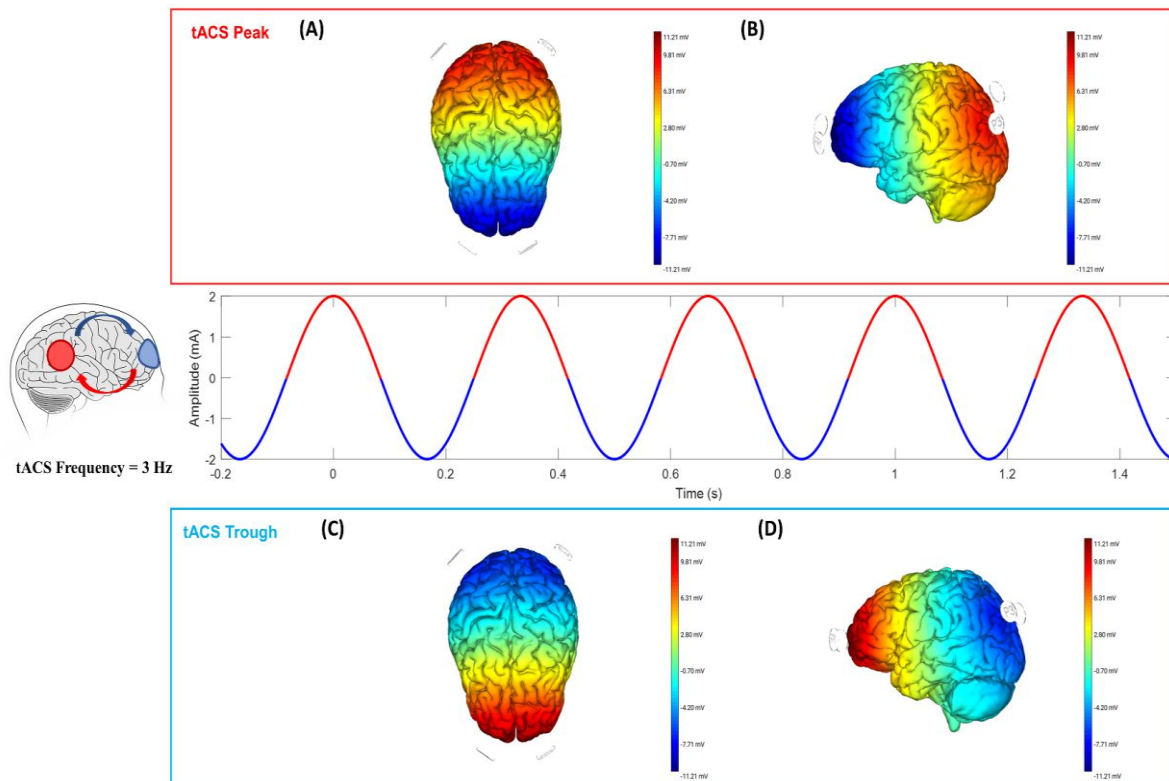 tACS Peak
(A)
11.21 mV
9.81 mV
6.31 mV
2.80 mV
-0.70 mV
-4.20 mV
-7.71 mV
-11.21 mV
(B)
11.21 mV
9.81 mV
6.31 mV
2.80 mV
-0.70 mV
-4.20 mV
-7.71 mV
-11.21 mV
P3
tACS Frequency = 3 Hz
Amplitude (mA)
2
1
0
-1
-2
-0.2
0
0.2
0.4
0.6
0.8
1
1.2
1.4
Time (s)
tACS Trough
(C)
11.21 mV
9.81 mV
6.31 mV
2.80 mV
-0.70 mV
-4.20 mV
-7.71 mV
-11.21 mV
(D)
11.21 mV
9.81 mV
6.31 mV
2.80 mV
-0.70 mV
-4.20 mV
-7.71 mV
-11.21 mV